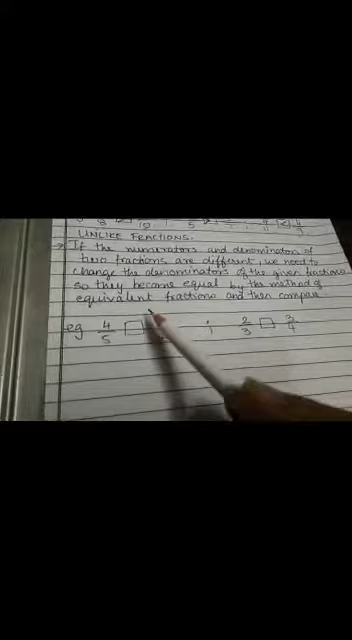 UNLIKE FRACTIONS.
→ If the numerators and denominators of
two fractions are different, we need to
change the denominators of the given fractions
so they become equal by the method of
equivalent fractions and then compare
eg 4/5 □ ; 2/3 □ 3/4